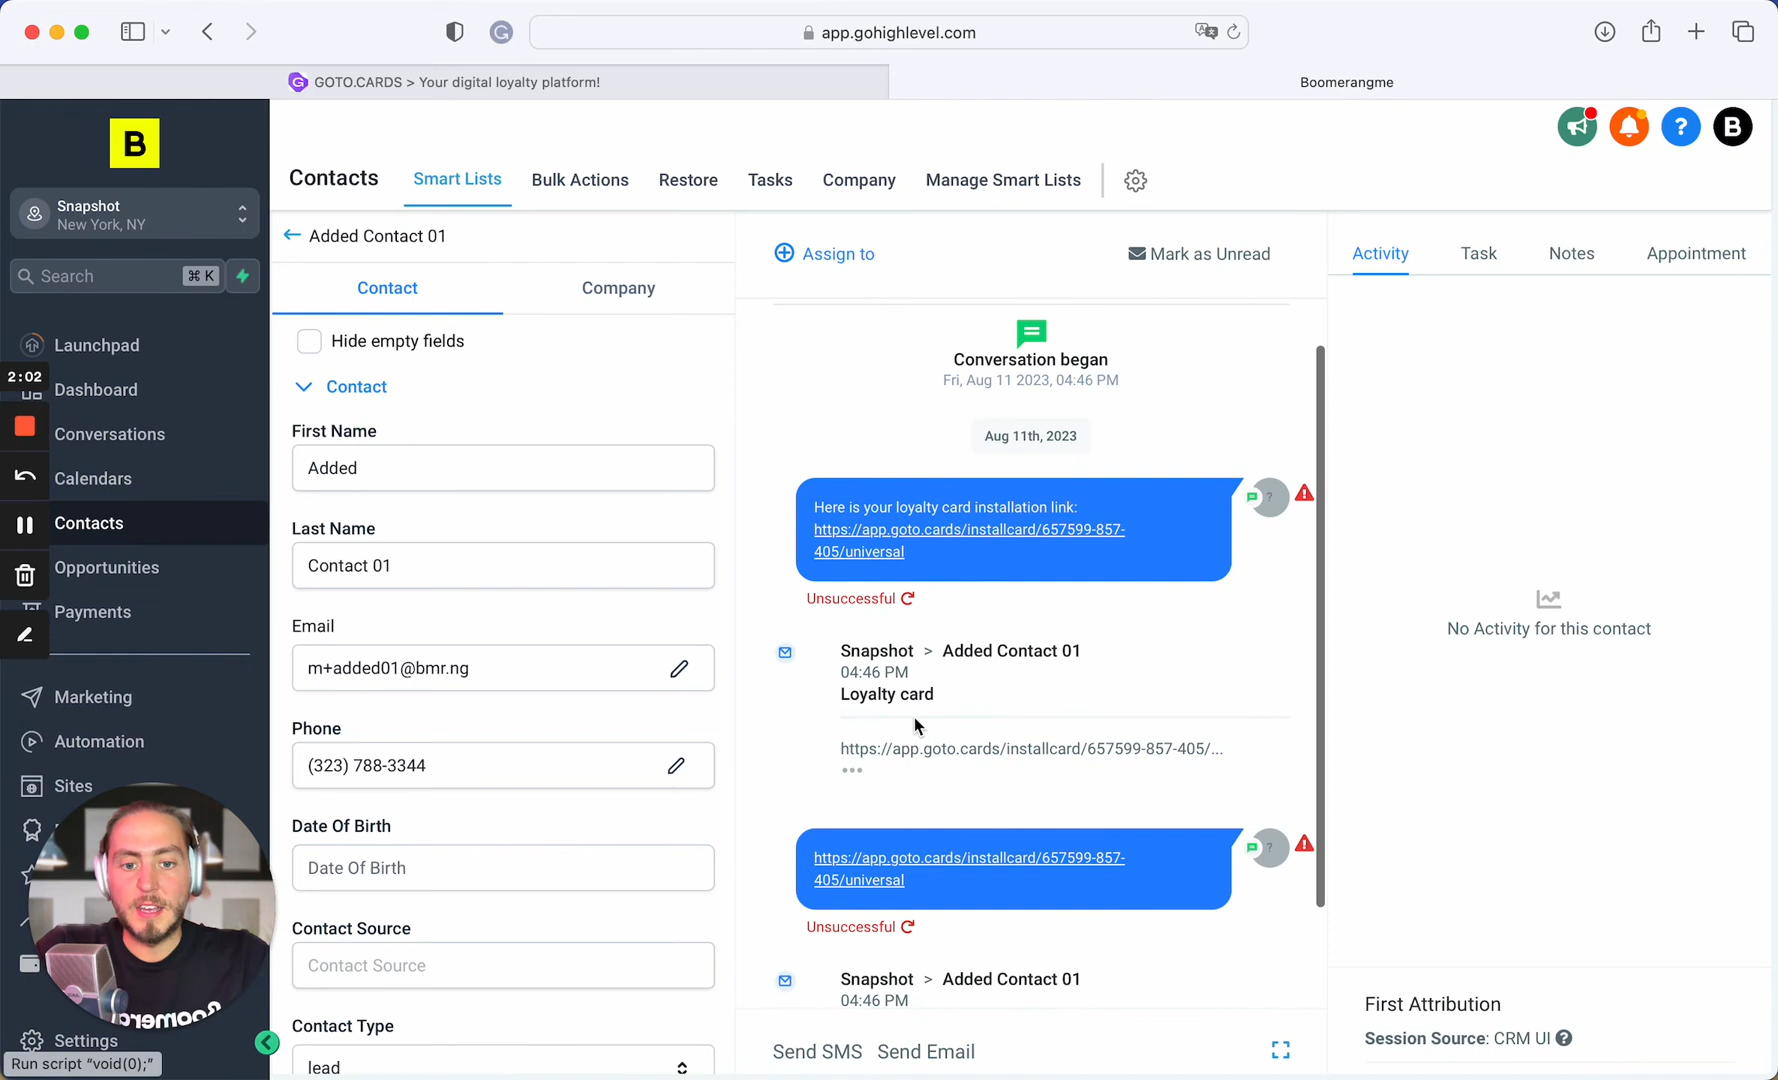 app.gohighlevel.com
GOTO.CARDS > Your digital loyalty platform!
Boomerangme
B
Snapshot
New York, NY
Search
⌘ K
Launchpad
2:02
Dashboard
Conversations
Calendars
Contacts
Opportunities
Payments
Marketing
Automation
Sites
Settings
Run script "void(0);"
Contacts
Smart Lists
Bulk Actions
Restore
Tasks
Company
Manage Smart Lists
?
B
Added Contact 01
Contact
Company
Hide empty fields
Contact
First Name
Added
Last Name
Contact 01
Email
m+added01@bmr.ng
Phone
(323) 788-3344
Date Of Birth
Date Of Birth
Contact Source
Contact Source
Contact Type
lead
Assign to
Mark as Unread
Conversation began
Fri, Aug 11 2023, 04:46 PM
Aug 11th, 2023
Here is your loyalty card installation link:
https://app.goto.cards/installcard/657599-857-
405/universal
?
Unsuccessful
Snapshot > Added Contact 01
04:46 PM
Loyalty card
https://app.goto.cards/installcard/657599-857-405/...
https://app.goto.cards/installcard/657599-857-
405/universal
?
Unsuccessful
Snapshot > Added Contact 01
04:46 PM
Send SMS
Send Email
Activity
Task
Notes
Appointment
No Activity for this contact
First Attribution
Session Source: CRM UI